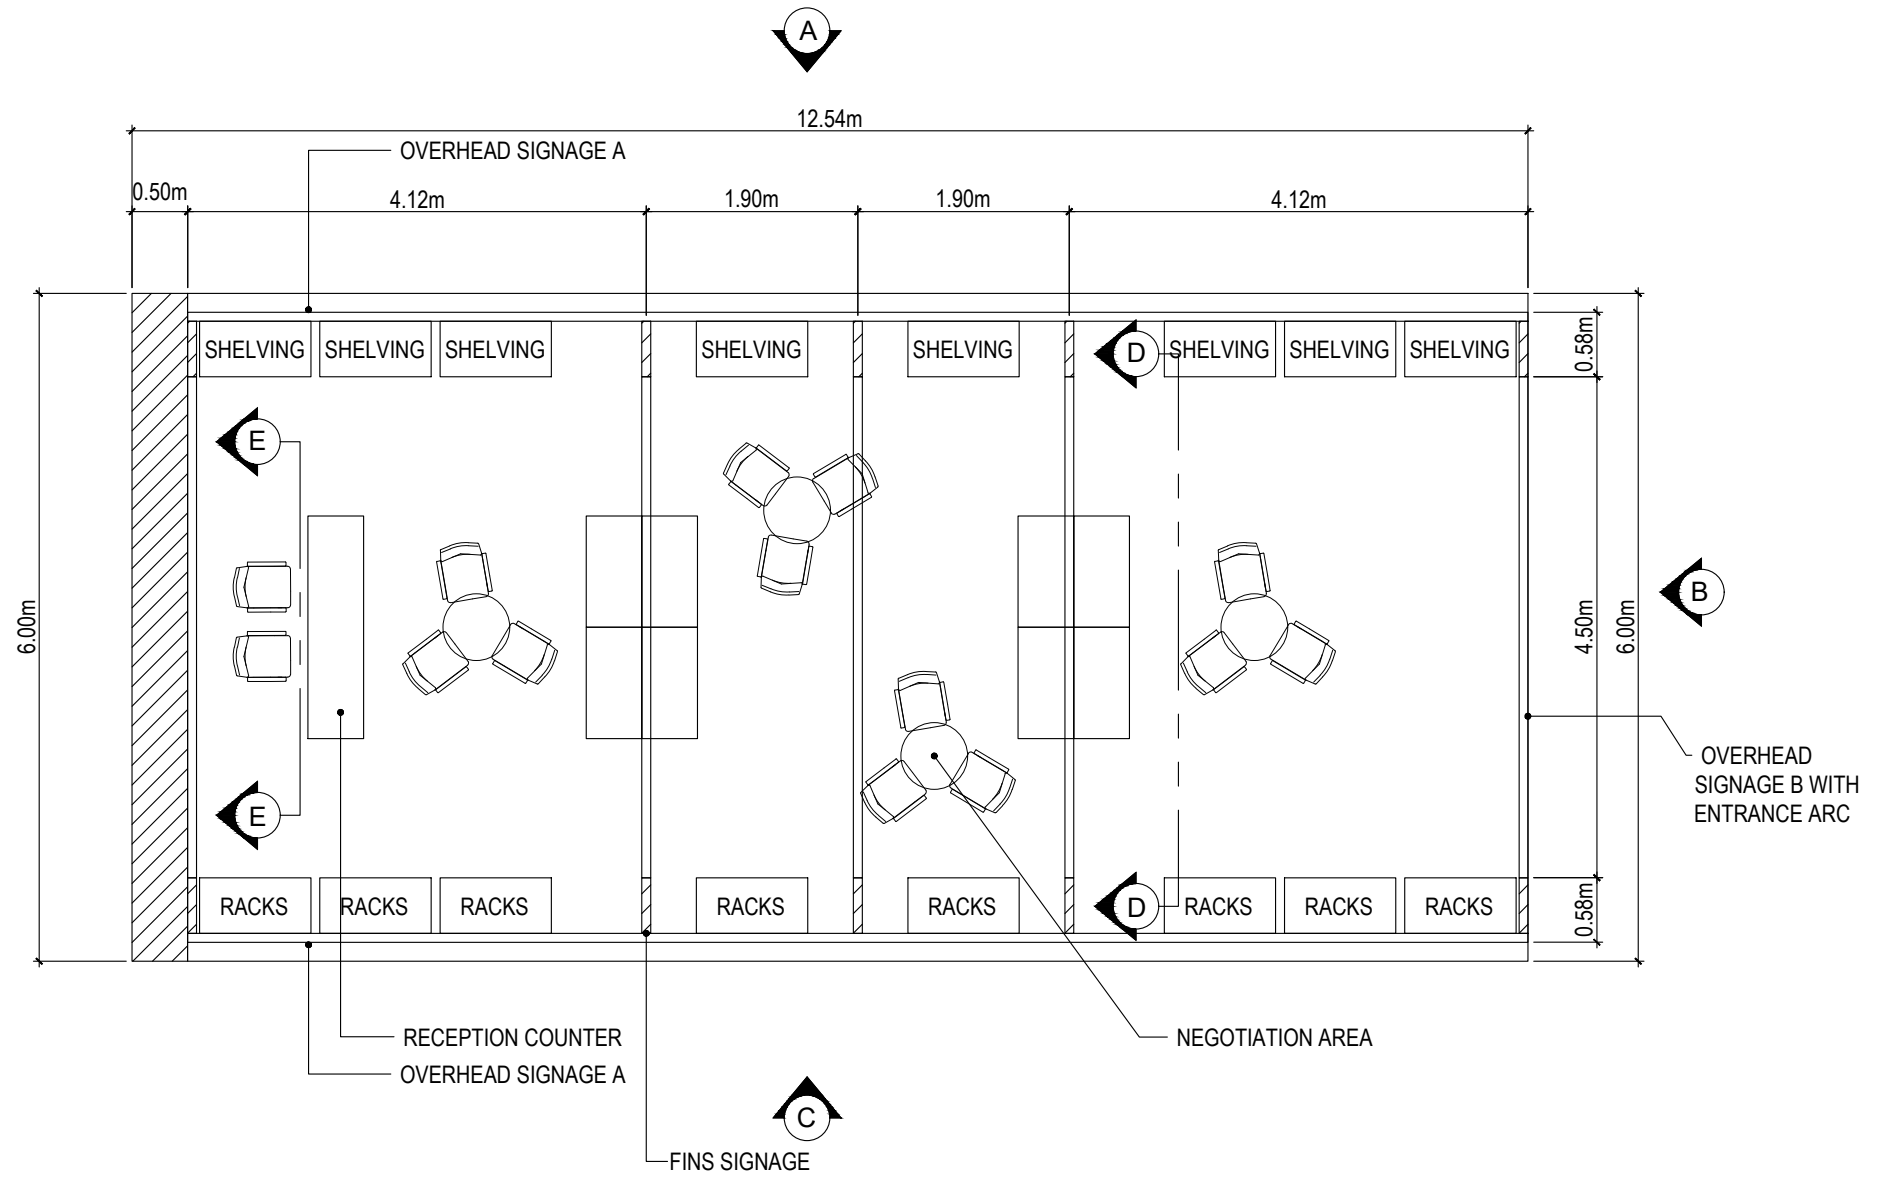 A
12.54m
OVERHEAD SIGNAGE A
0.50m
4.12m
1.90m
1.90m
4.12m
SHELVING
SHELVING
SHELVING
SHELVING
SHELVING
D
SHELVING
SHELVING
SHELVING
0.58m
E
B
6.00m
4.50m
6.00m
OVERHEAD
SIGNAGE B WITH
ENTRANCE ARC
E
RACKS
RACKS
RACKS
RACKS
RACKS
D
RACKS
RACKS
RACKS
0.58m
RECEPTION COUNTER
NEGOTIATION AREA
OVERHEAD SIGNAGE A
C
FINS SIGNAGE